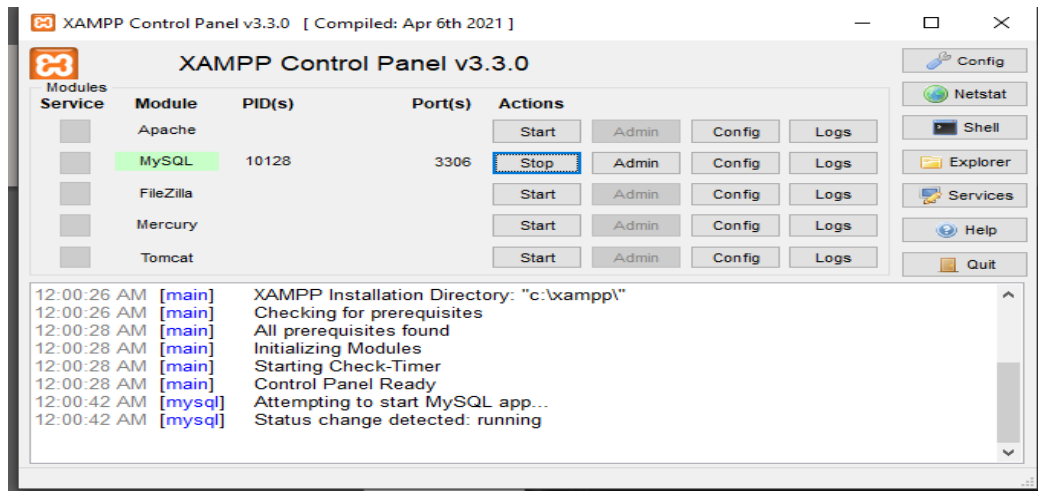 XAMPP Control Panel v3.3.0 [ Compiled: Apr 6th 2021 ]
XAMPP Control Panel v3.3.0
Config
Modules
Netstat
Service Module PID(s) Port(s) Actions
Apache Start Admin Config Logs
Shell
MySQL 10128 3306 Stop Admin Config Logs
Explorer
FileZilla Start Admin Config Logs
Services
Mercury Start Admin Config Logs
Help
Tomcat Start Admin Config Logs
Quit
12:00:26 AM [main] XAMPP Installation Directory: "c:\xampp\"
12:00:26 AM [main] Checking for prerequisites
12:00:28 AM [main] All prerequisites found
12:00:28 AM [main] Initializing Modules
12:00:28 AM [main] Starting Check-Timer
12:00:28 AM [main] Control Panel Ready
12:00:42 AM [mysql] Attempting to start MySQL app...
12:00:42 AM [mysql] Status change detected: running